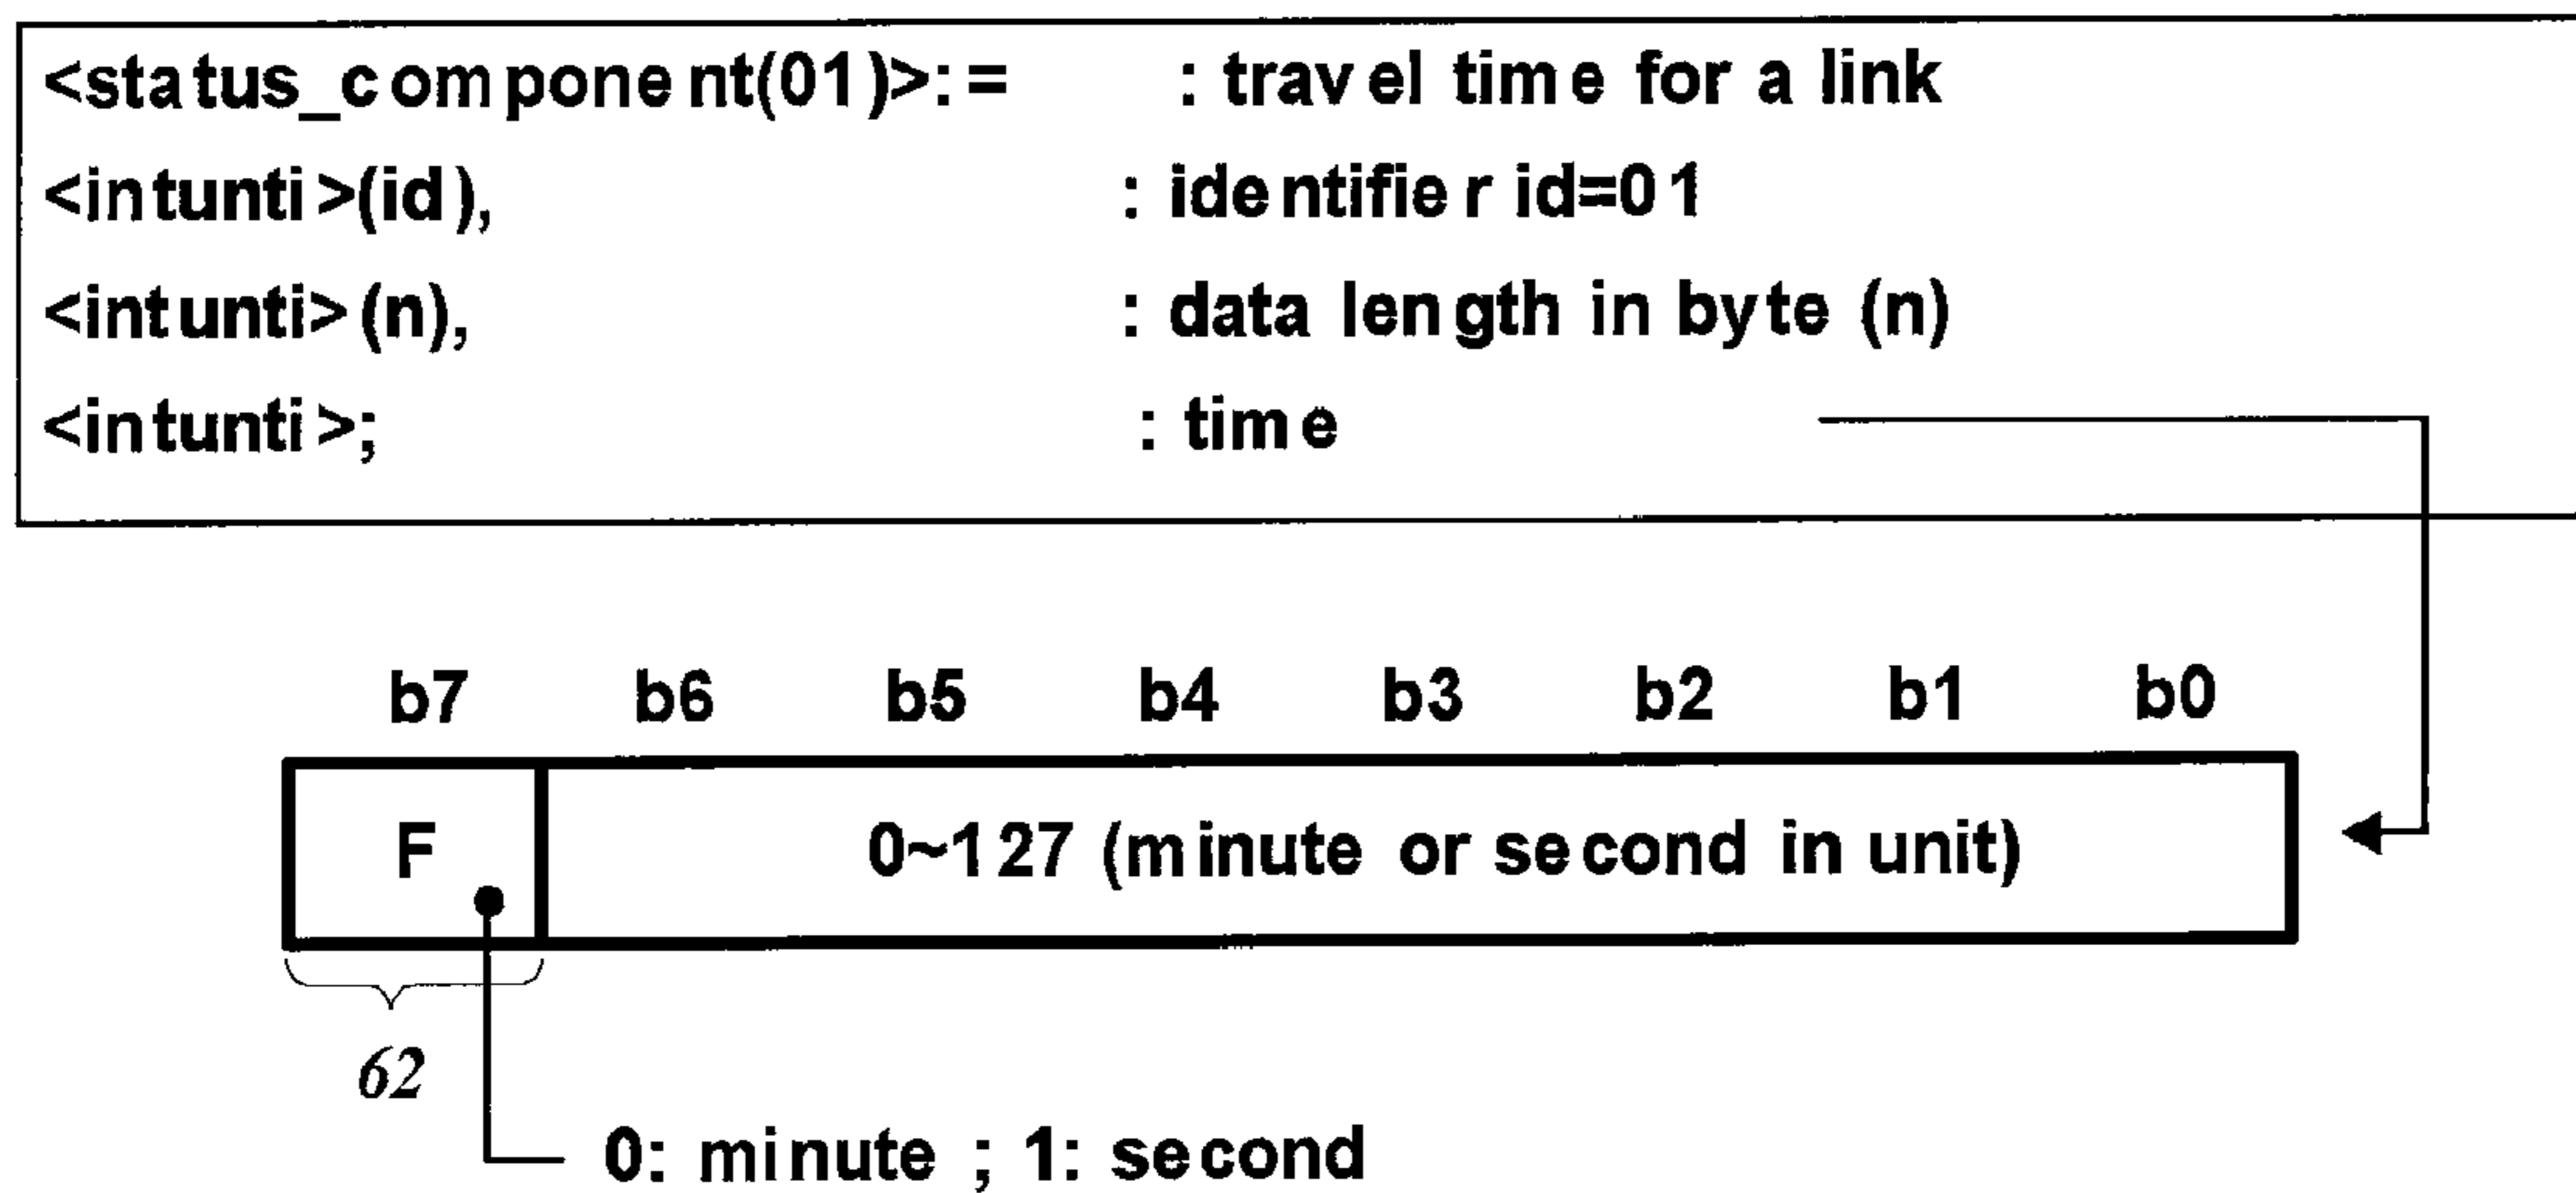 <status_component(01)>:= : travel time for a link
<intunti>(id), : identifier id=01
<intunti>(n), : data length in byte (n)
<intunti>; : time
b7 b6 b5 b4 b3 b2 b1 b0
F 0~127 (minute or second in unit)
62
0: minute ; 1: second